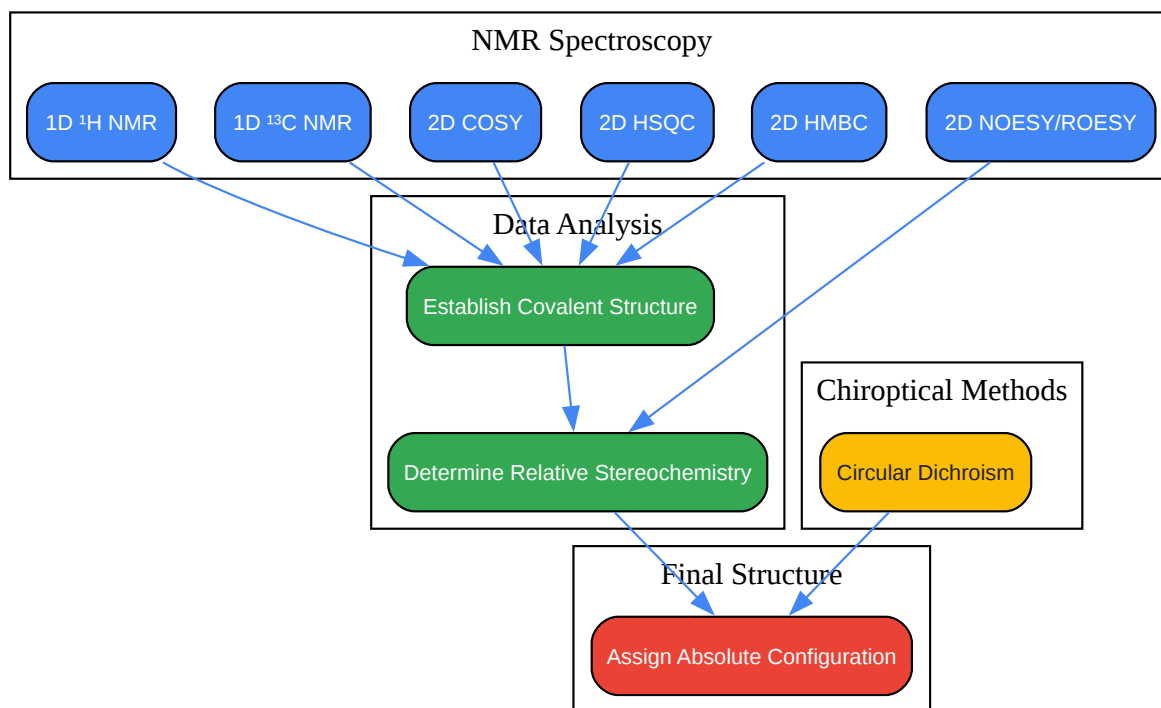 NMR Spectroscopy
1D ¹H NMR
1D ¹³C NMR
2D COSY
2D HSQC
2D HMBC
2D NOESY/ROESY
Data Analysis
Establish Covalent Structure
Chiroptical Methods
Determine Relative Stereochemistry
Circular Dichroism
Final Structure
Assign Absolute Configuration